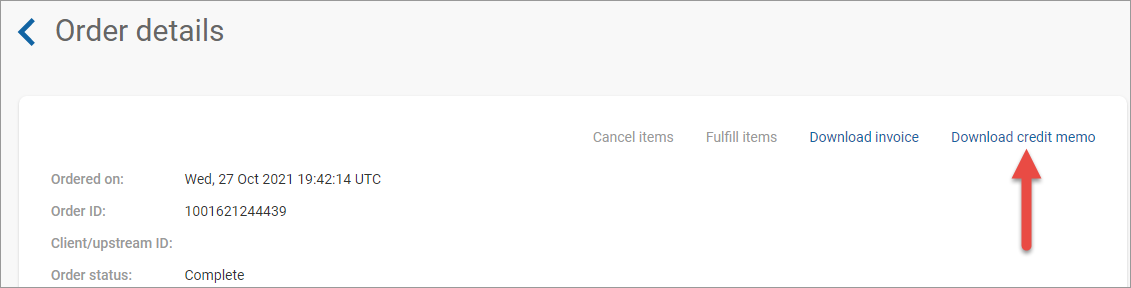 Order details
Cancel items Fulfill items Download invoice Download credit memo
Ordered on: Wed, 27 Oct 2021 19:42:14 UTC
Order ID: 1001621244439
Client/upstream ID:
Order status: Complete